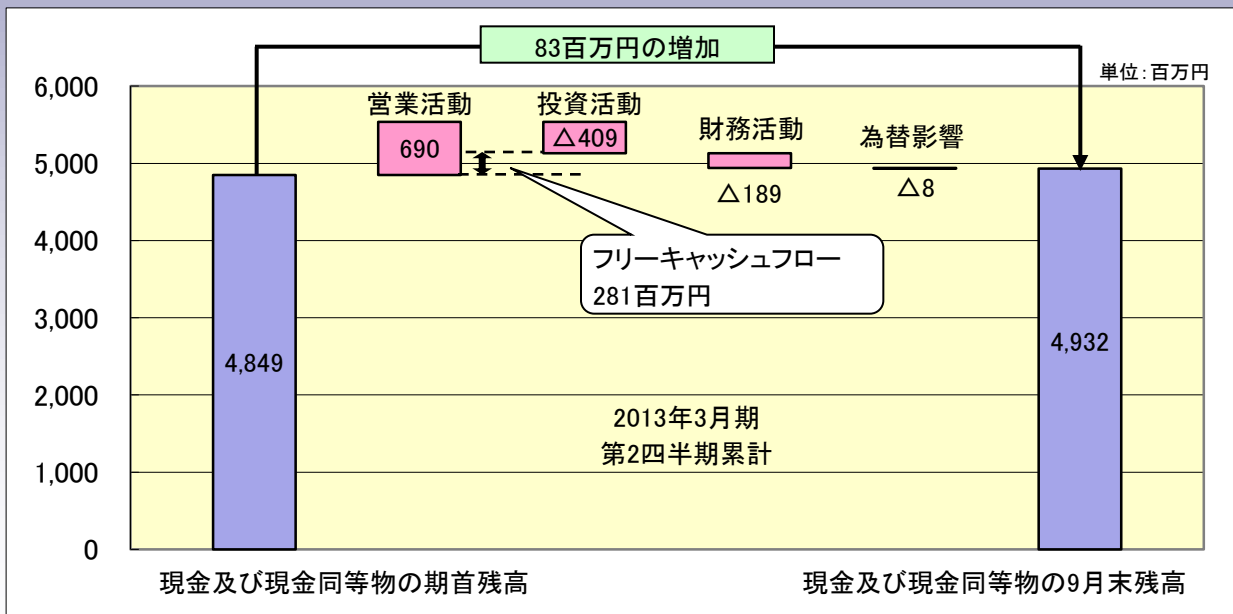 83百万円の増加
単位:百万円
6,000
5,000
4,000
3,000
2,000
1,000
0
営業活動
690
投資活動
△409
財務活動
△189
為替影響
△8
フリーキャッシュフロー
281百万円
4,849
4,932
2013年3月期
第2四半期累計
現金及び現金同等物の期首残高
現金及び現金同等物の9月末残高